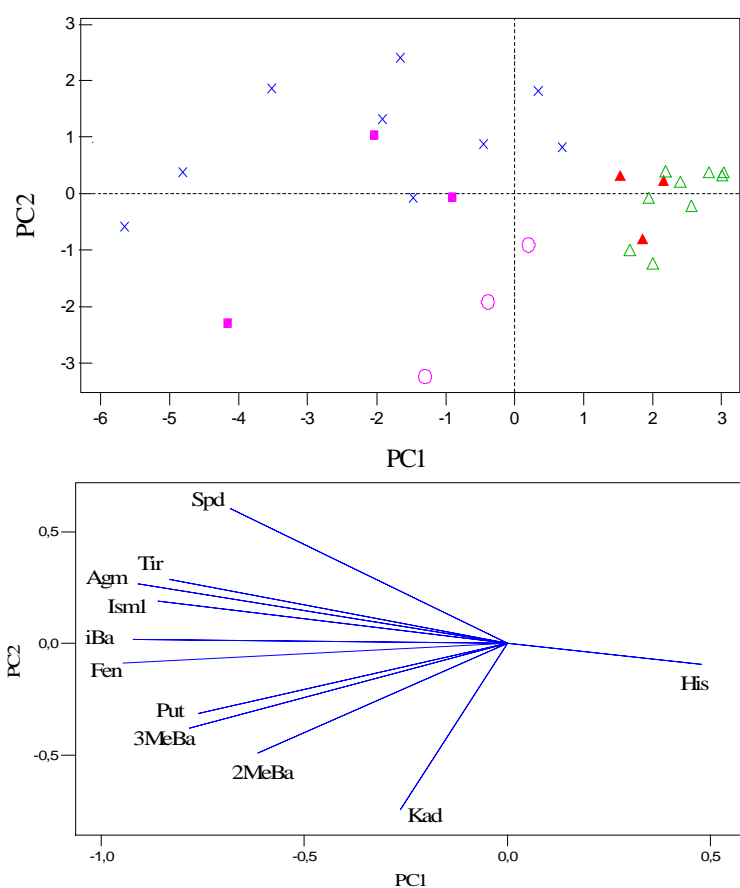 3
2
1
0
-1
-2
-3
PC2
-6 -5 -4 -3 -2 -1 0 1 2 3
PC1
0,5
0,0
-0,5
PC2
Spd
Tir
Agm
Ism1
iBa
Fen
His
Put
3MeBa
2MeBa
Kad
-1,0 -0,5 0,0 0,5
PC1